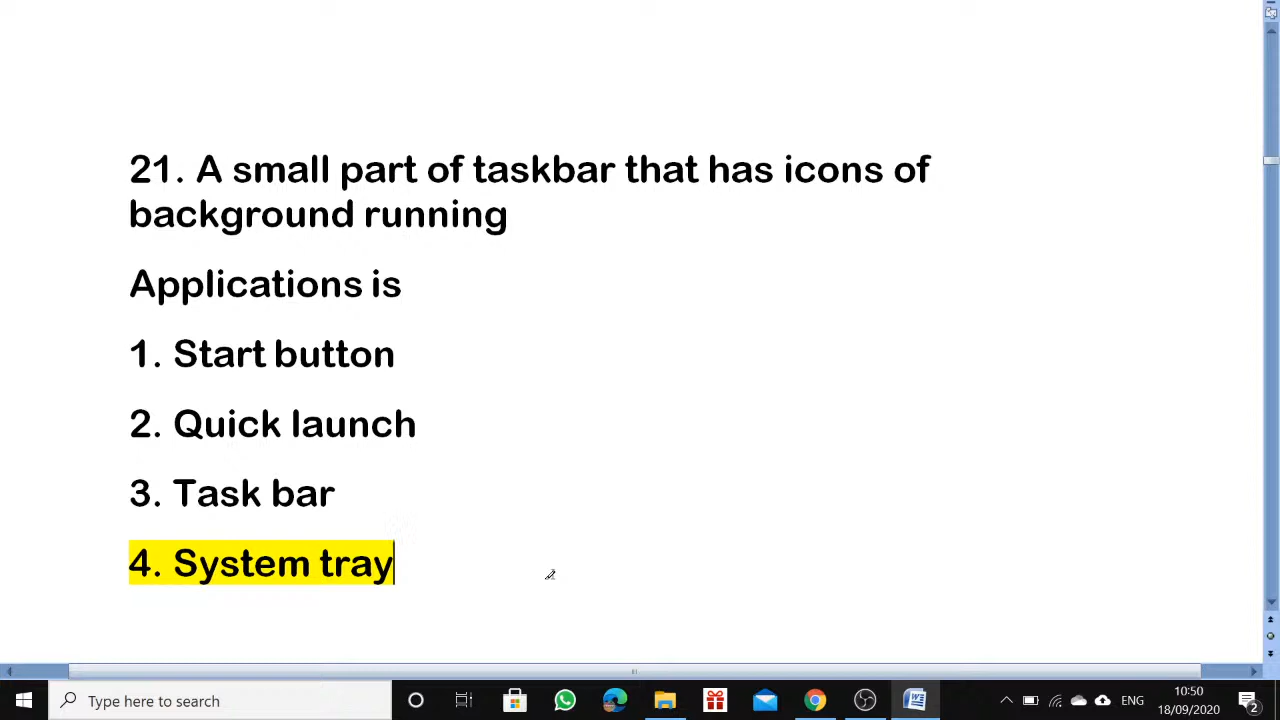 21. A small part of taskbar that has icons of
background running
Applications is
1. Start button
2. Quick launch
3. Task bar
4. System tray
Type here to search
ENG
10:50
18/09/2020
2